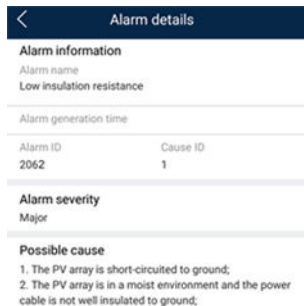 Alarm details
Alarm information
Alarm name
Low insulation resistance
Alarm generation time
Alarm ID Cause ID
2062 1
Alarm severity
Major
Possible cause
1. The PV array is short-circuited to ground;
2. The PV array is in a moist environment and the power
cable is not well insulated to ground;